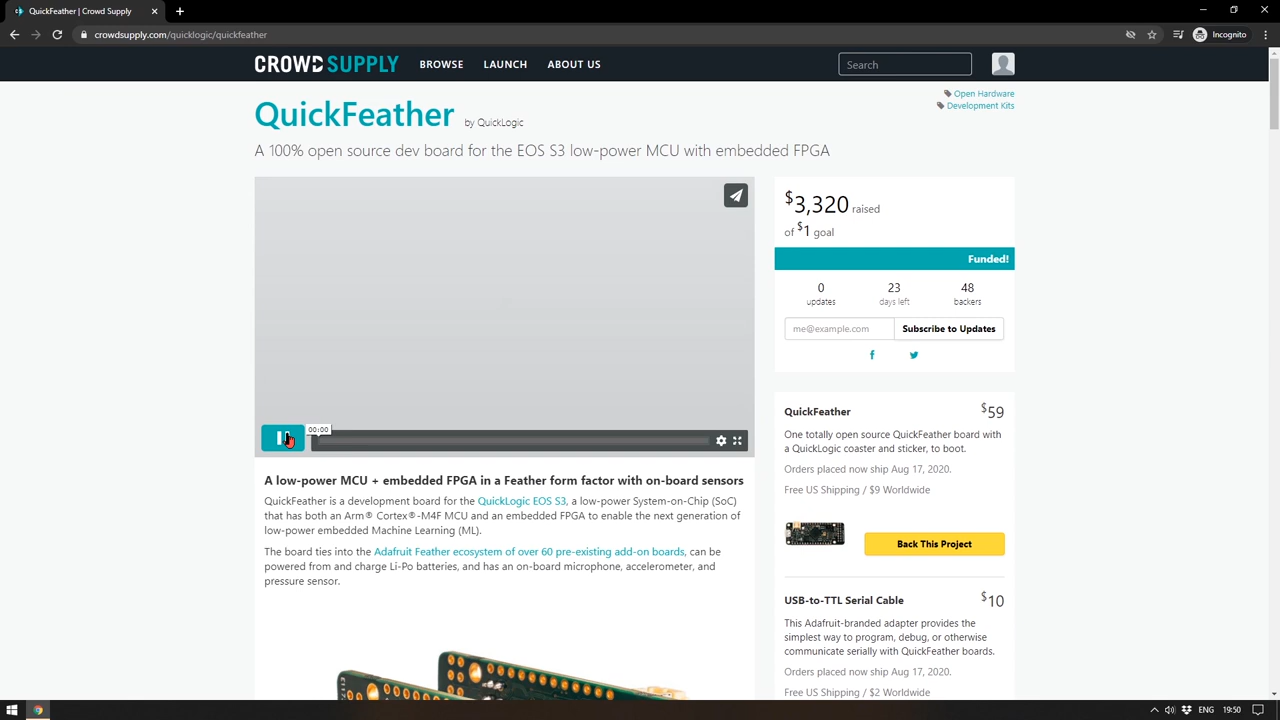 QuickFeather | Crowd Supply
crowdsupply.com/quicklogic/quickfeather
Incognito
CROWD SUPPLY
BROWSE
LAUNCH
ABOUT US
Search
QuickFeather by QuickLogic
Open Hardware
Development Kits
A 100% open source dev board for the EOS S3 low-power MCU with embedded FPGA
$3,320 raised
of $1 goal
Funded!
0 23 48
updates days left backers
me@example.com Subscribe to Updates
00:00
A low-power MCU + embedded FPGA in a Feather form factor with on-board sensors
QuickFeather is a development board for the QuickLogic EOS S3, a low-power System-on-Chip (SoC)
that has both an Arm® Cortex®-M4F MCU and an embedded FPGA to enable the next generation of
low-power embedded Machine Learning (ML).
The board ties into the Adafruit Feather ecosystem of over 60 pre-existing add-on boards, can be
powered from and charge Li-Po batteries, and has an on-board microphone, accelerometer, and
pressure sensor.
QuickFeather $59
One totally open source QuickFeather board with
a QuickLogic coaster and sticker, to boot.
Orders placed now ship Aug 17, 2020.
Free US Shipping / $9 Worldwide
Back This Project
USB-to-TTL Serial Cable $10
This Adafruit-branded adapter provides the
simplest way to program, debug, or otherwise
communicate serially with QuickFeather boards.
Orders placed now ship Aug 17, 2020.
Free US Shipping / $2 Worldwide
ENG 19:50